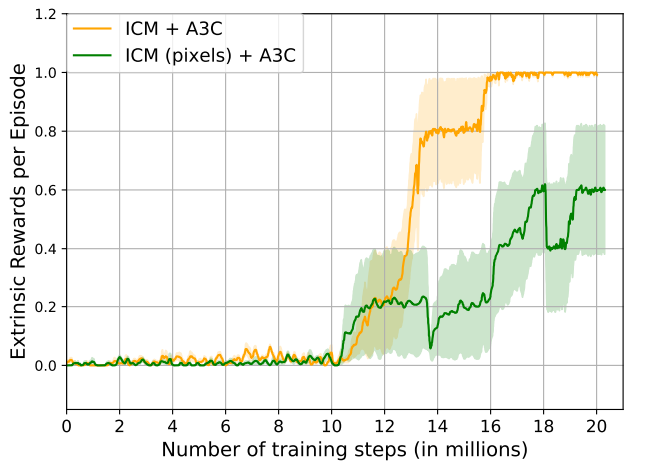 1.2
ICM + A3C
ICM (pixels) + A3C
1.0
0.8
0.6
0.4
0.2
0.0
Extrinsic Rewards per Episode
0 2 4 6 8 10 12 14 16 18 20
Number of training steps (in millions)